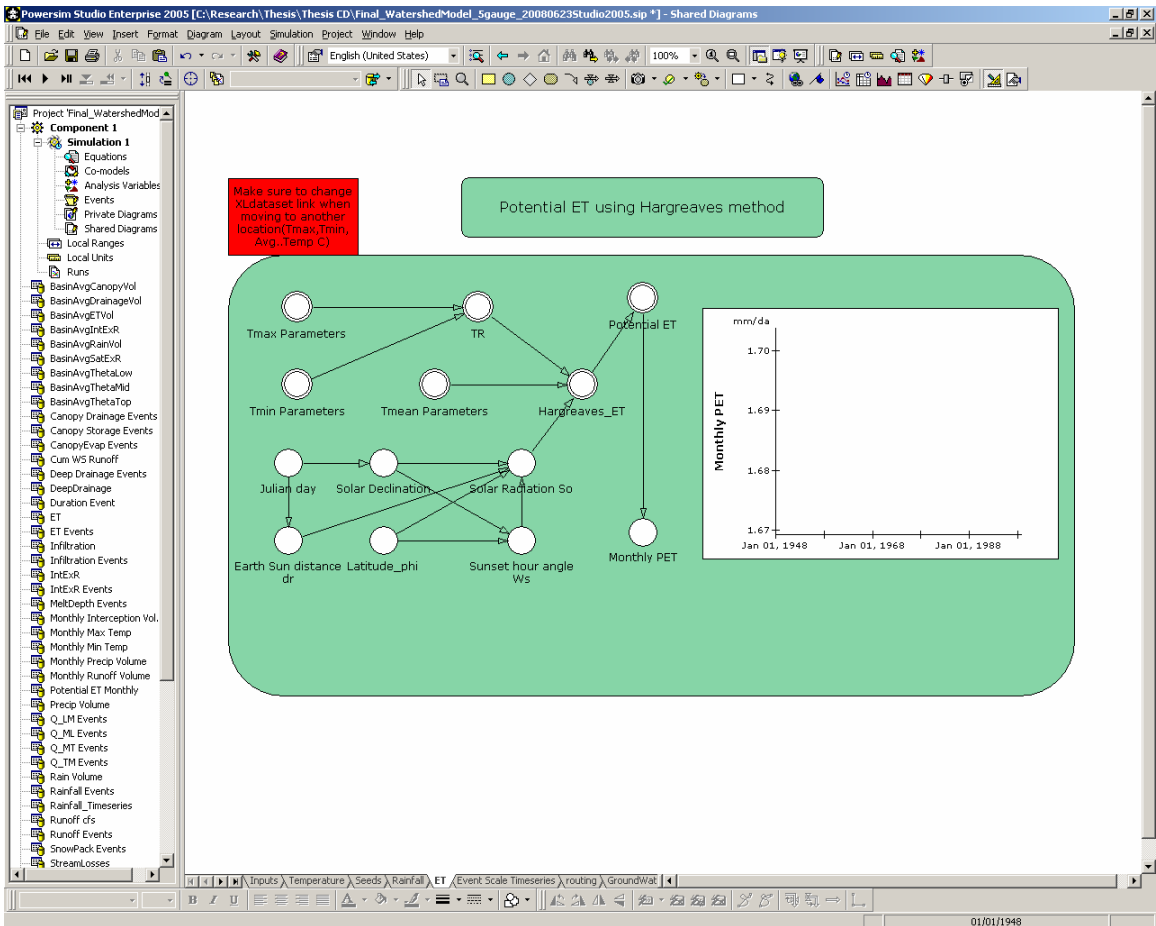 Powersim Studio Enterprise 2005 [C:\Research\Thesis\Thesis CD\Final_WatershedModel_5gauge_20080623Studio2005.sip *] - Shared Diagrams
File Edit View Insert Format Diagram Layout Simulation Project Window Help
English (United States)
100%
Project 'Final_WatershedMod
Component 1
Simulation 1
Equations
Co-models
Analysis Variables
Events
Private Diagrams
Shared Diagrams
Local Ranges
Local Units
Runs
BasinAvgCanopyVol
BasinAvgDrainageVol
BasinAvgETVol
BasinAvgIntExR
BasinAvgRainVol
BasinAvgSatExR
BasinAvgThetaLow
BasinAvgThetaMid
BasinAvgThetaTop
Canopy Drainage Events
Canopy Storage Events
CanopyEvap Events
Cum WS Runoff
Deep Drainage Events
DeepDrainage
Duration Event
ET
ET Events
Infiltration
Infiltration Events
IntExR
IntExR Events
MeltDepth Events
Monthly Interception Vol.
Monthly Max Temp
Monthly Min Temp
Monthly Precip Volume
Monthly Runoff Volume
Potential ET Monthly
Precip Volume
Q_LM Events
Q_ML Events
Q_MT Events
Q_TM Events
Rain Volume
Rainfall Events
Rainfall_Timeseries
Runoff cfs
Runoff Events
SnowPack Events
StreamLosses
Make sure to change
XLdataset link when
moving to another
location(Tmax,Tmin,
Avg..Temp C)
Potential ET using Hargreaves method
Tmax Parameters
TR
Potential ET
Tmin Parameters
Tmean Parameters
Hargreaves_ET
Julian day
Solar Declination
Solar Radiation So
Earth Sun distance
dr
Latitude_phi
Sunset hour angle
Ws
Monthly PET
mm/da
1.70
1.69
1.68
1.67
Monthly PET
Jan 01, 1948
Jan 01, 1968
Jan 01, 1988
Inputs Temperature Seeds Rainfall ET Event Scale Timeseries routing GroundWat
B I U
A
01/01/1948